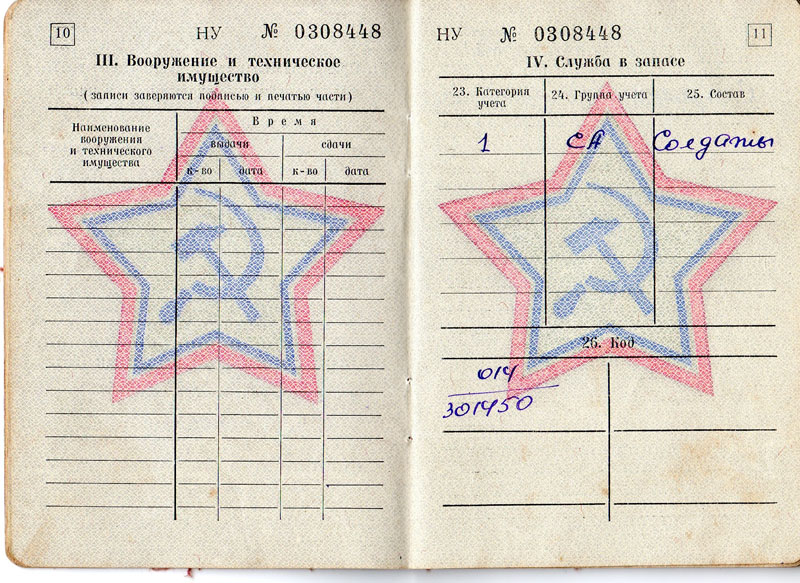 10
НУ № 0308448
III. Вооружение и техническое
имущество
(записи заверяются подписью и печатью части)
Наименование
вооружения
и технического
имущества
Время
выдачи
сдачи
к-во
дата
к-во
дата
НУ № 0308448
11
IV. Служба в запасе
23. Категория
учета
24. Группа учета
25. Состав
1
СА
Солдаты
26. Код
014
301450